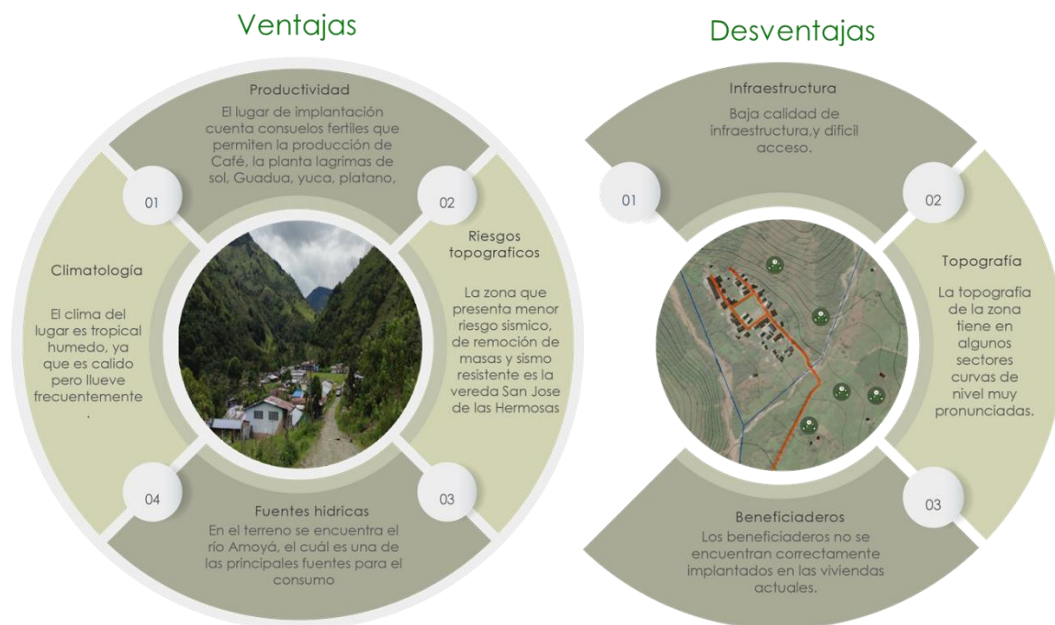 Ventajas
Productividad
El lugar de implantación
cuenta consuelos fertiles que
permiten la producción de
Café, la planta lagrimas de
sol, Guadua, yuca, platano,
01
02
Climatología
El clima del
lugar es tropical
humedo, ya
que es calido
pero llueve
frecuentemente
.
Riesgos
topograficos
La zona que
presenta menor
riesgo sismico,
de remoción de
masas y sismo
resistente es la
vereda San Jose
de las Hermosas
04
03
Fuentes hidricas
En el terreno se encuentra el
río Amoyá, el cuál es una de
las principales fuentes para el
consumo
Desventajas
Infraestructura
Baja calidad de
infraestructura,y dificil
acceso.
01
02
Topografía
La topografia
de la zona
tiene en
algunos
sectores
curvas de
nivel muy
pronunciadas.
03
Beneficiaderos
Los beneficiaderos no se
encuentran correctamente
implantados en las viviendas
actuales.